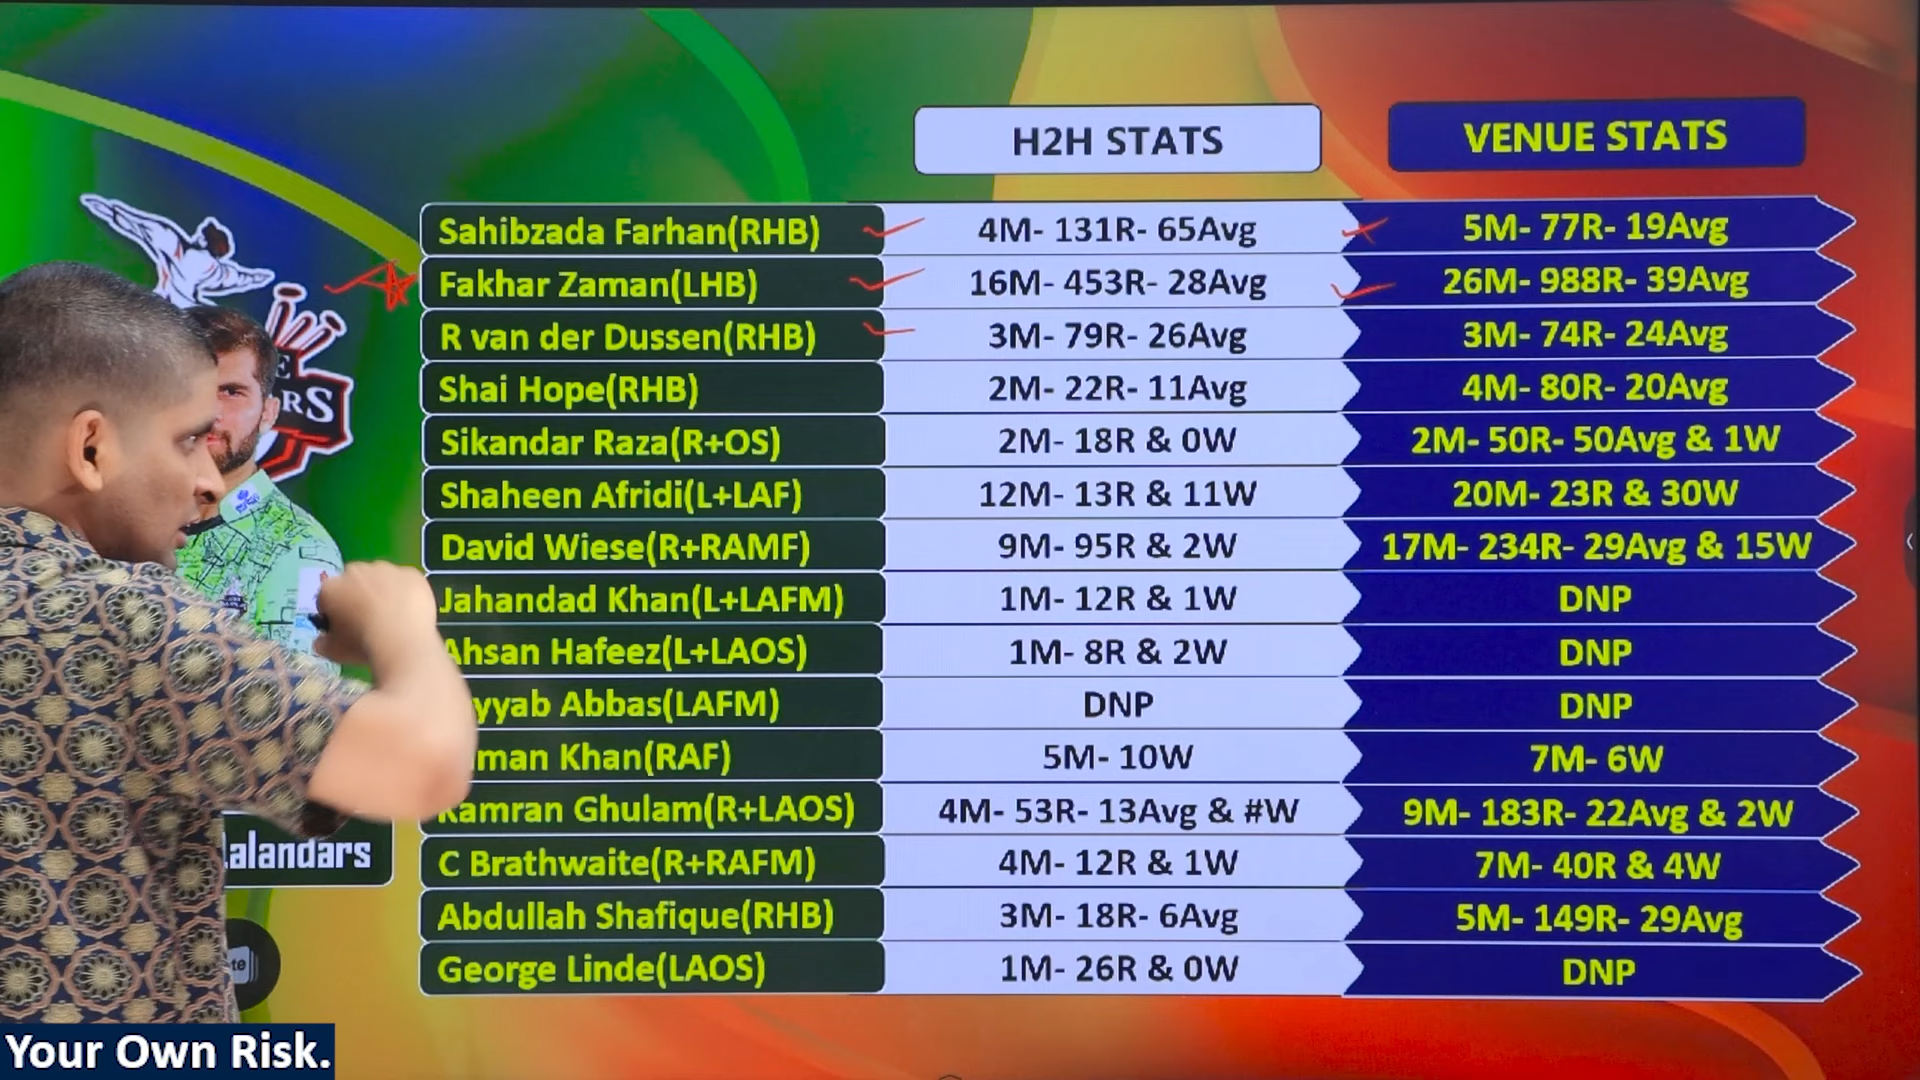 H2H STATS
VENUE STATS
Sahibzada Farhan(RHB) 4M- 131R- 65Avg 5M- 77R- 19Avg
Fakhar Zaman(LHB) 16M- 453R- 28Avg 26M- 988R- 39Avg
R van der Dussen(RHB) 3M- 79R- 26Avg 3M- 74R- 24Avg
Shai Hope(RHB) 2M- 22R- 11Avg 4M- 80R- 20Avg
Sikandar Raza(R+OS) 2M- 18R & 0W 2M- 50R- 50Avg & 1W
Shaheen Afridi(L+LAF) 12M- 13R & 11W 20M- 23R & 30W
David Wiese(R+RAMF) 9M- 95R & 2W 17M- 234R- 29Avg & 15W
Jahandad Khan(L+LAFM) 1M- 12R & 1W DNP
Ahsan Hafeez(L+LAOS) 1M- 8R & 2W DNP
yyab Abbas(LAFM) DNP DNP
man Khan(RAF) 5M- 10W 7M- 6W
Kamran Ghulam(R+LAOS) 4M- 53R- 13Avg & #W 9M- 183R- 22Avg & 2W
C Brathwaite(R+RAFM) 4M- 12R & 1W 7M- 40R & 4W
Abdullah Shafique(RHB) 3M- 18R- 6Avg 5M- 149R- 29Avg
George Linde(LAOS) 1M- 26R & 0W DNP
alandars
Your Own Risk.